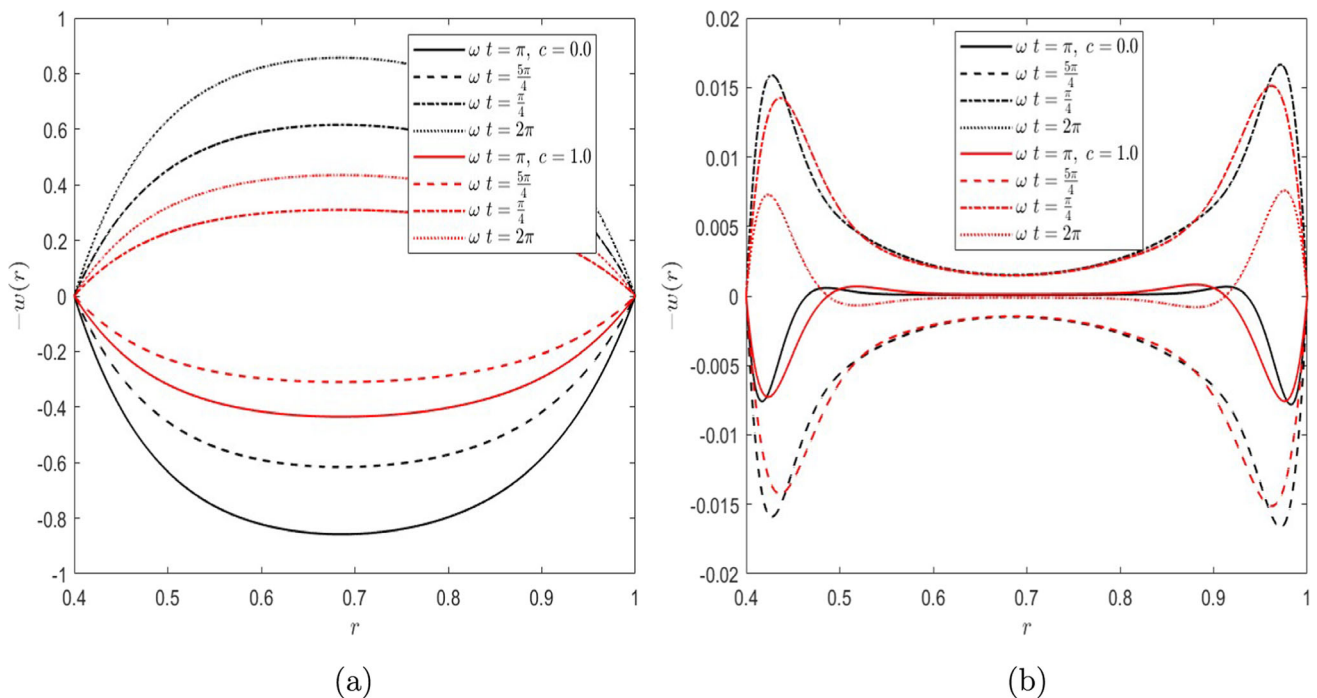 1
0.8
0.6
0.4
0.2
0
-0.2
-0.4
-0.6
-0.8
-1
0.4 0.5 0.6 0.7 0.8 0.9 1
−w(r)
r
ω t = π, c = 0.0
ω t = 5π/4
ω t = π/4
ω t = 2π
ω t = π, c = 1.0
ω t = 5π/4
ω t = π/4
ω t = 2π
(a)
0.02
0.015
0.01
0.005
0
-0.005
-0.01
-0.015
-0.02
0.4 0.5 0.6 0.7 0.8 0.9 1
−w(r)
r
ω t = π, c = 0.0
ω t = 5π/4
ω t = π/4
ω t = 2π
ω t = π, c = 1.0
ω t = 5π/4
ω t = π/4
ω t = 2π
(b)